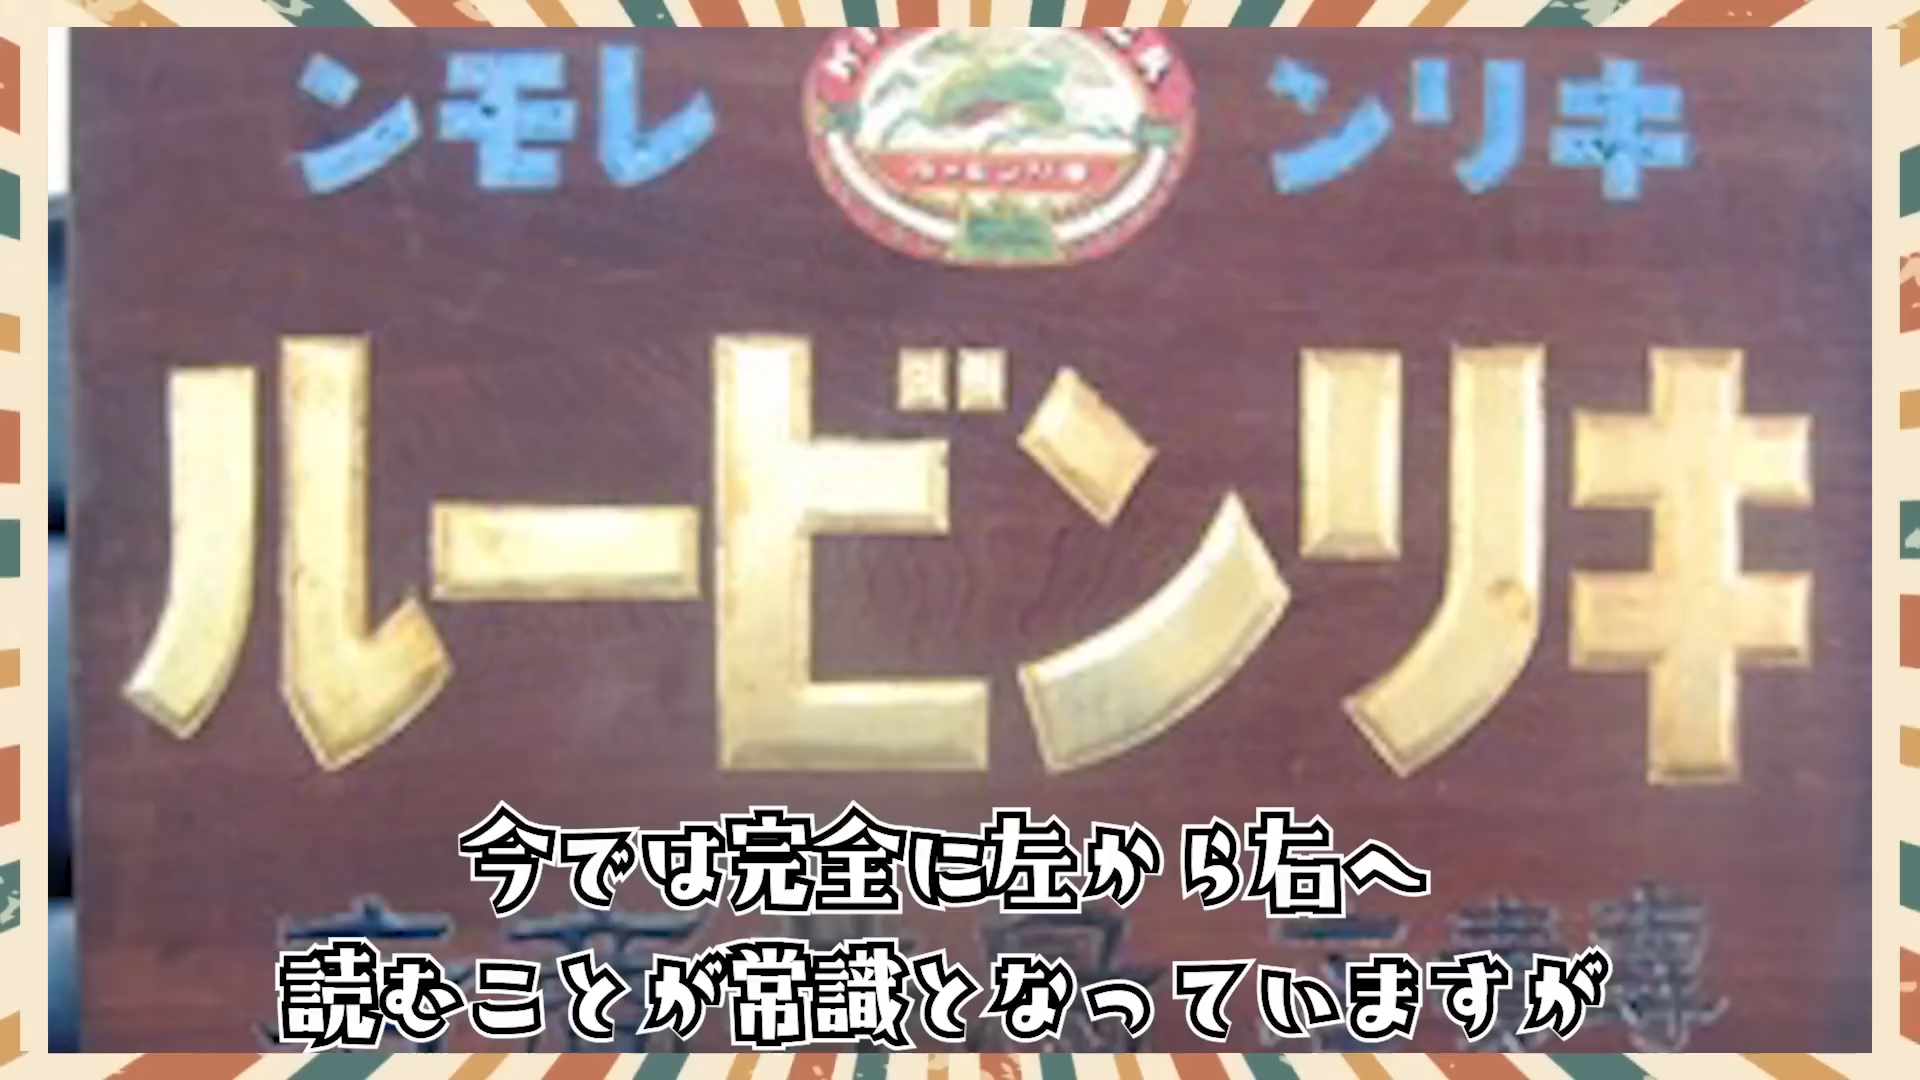 ンモレ ンリキ
ルービンリキ
今では完全に左から右へ
読むことが常識となっていますが